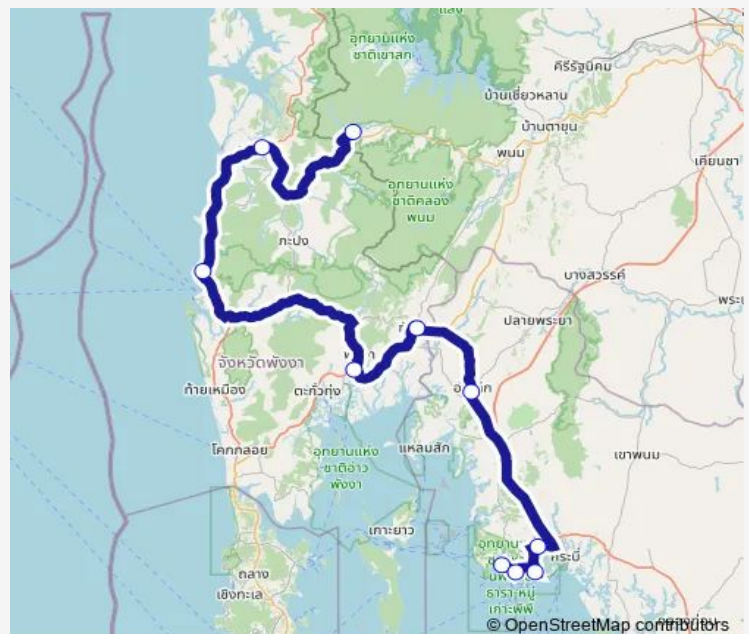 แสง
อุทยานแห่ง
ชาติเขาสก
คีรีรัฐนิคม
บ้านเชี่ยวหลาน
บ้านตาขุน
พนม
เคียนซา
อุทยานแห่ง
ชาติคลอง
พนม
กะปง
บางสวรรค์
ปลายพระยา
จังหวัดพังงา
ท้ายเหมือง
ตะกั่วทุ่ง
โคกกลอย
อุทยานแห่ง
ชาติอ่าว
พังงา
แหลมสัก
เขาพนม
เกาะยาว
ถลาง
เชิงทะเล
กระบี่
ธารา-หมู่
เกาะพีพี
© OpenStreetMap contributors